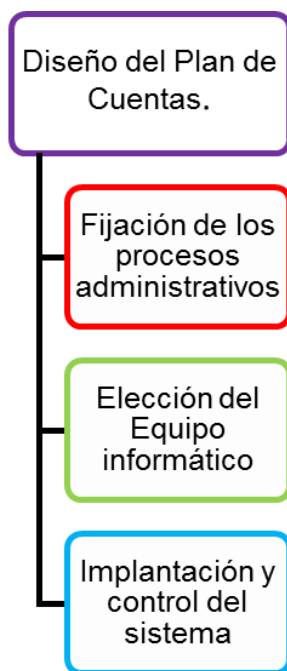 Diseño del Plan de
Cuentas.
Fijación de los
procesos
administrativos
Elección del
Equipo
informático
Implantación y
control del
sistema